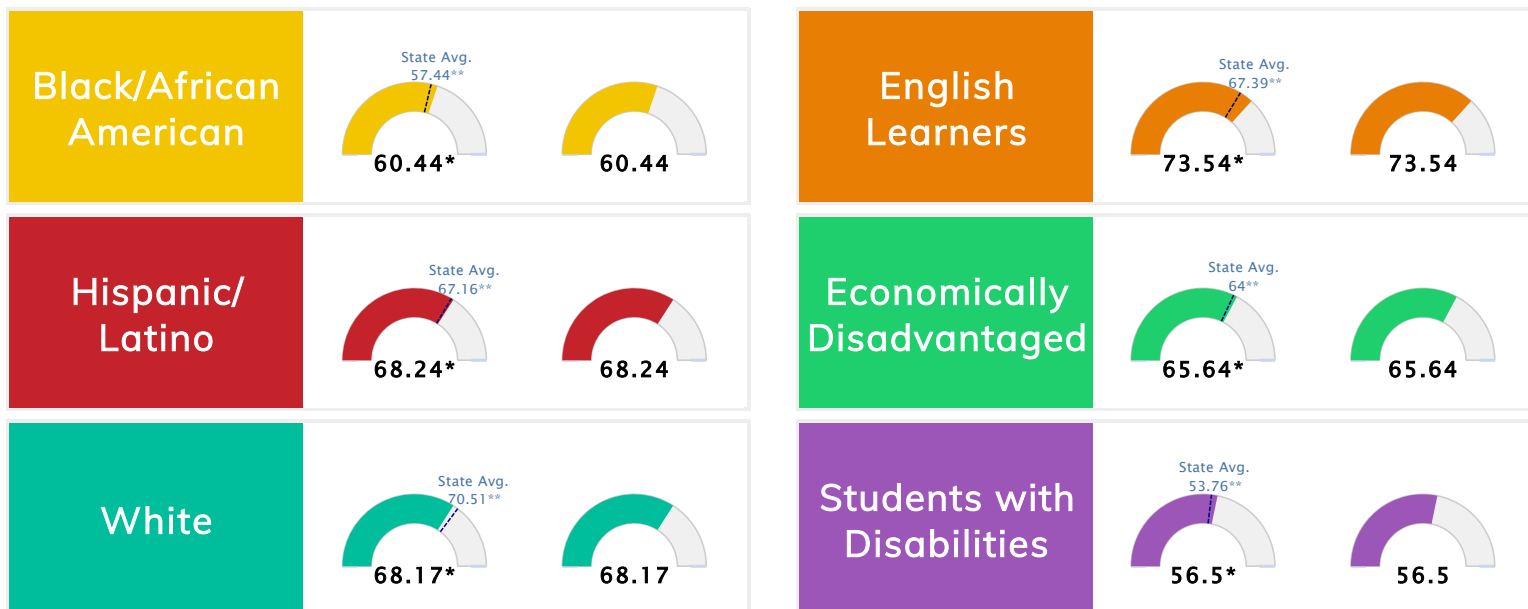 Black/African
American
State Avg.
57.44**
60.44*
60.44
English
Learners
State Avg.
67.39**
73.54*
73.54
Hispanic/
Latino
State Avg.
67.16**
68.24*
68.24
Economically
Disadvantaged
State Avg.
64**
65.64*
65.64
White
State Avg.
70.51**
68.17*
68.17
Students with
Disabilities
State Avg.
53.76**
56.5*
56.5